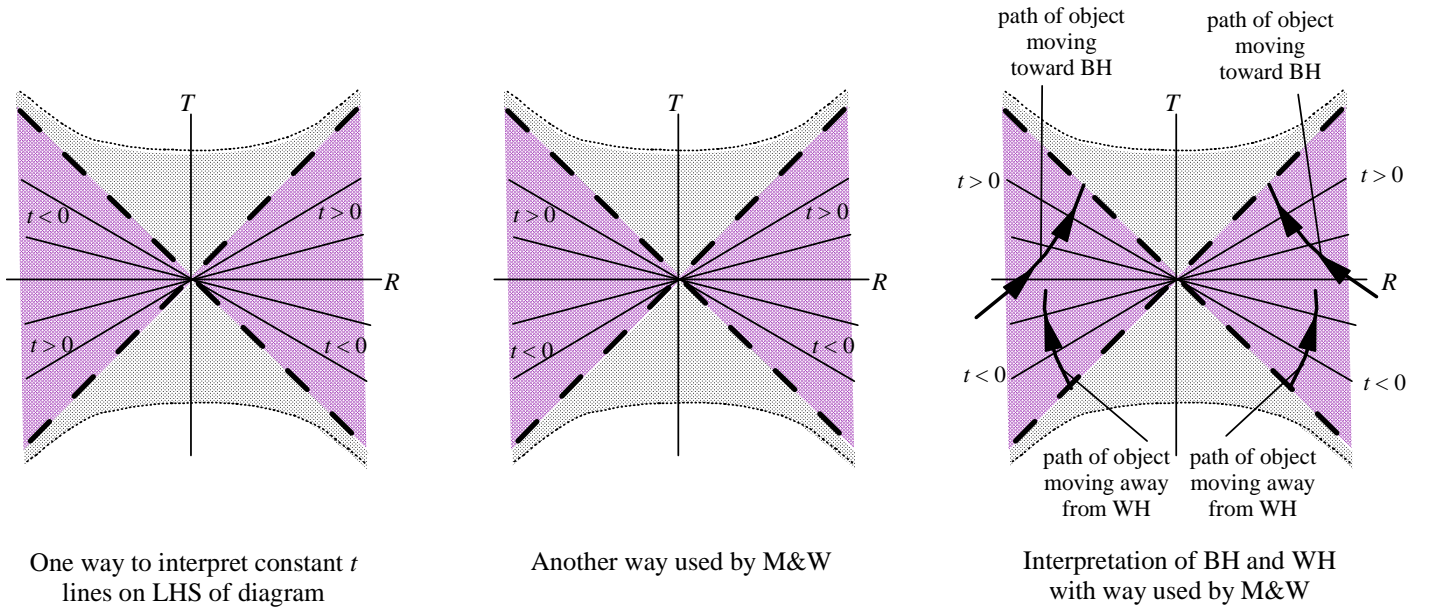 T
t < 0
t > 0
R
t > 0
t < 0
One way to interpret constant t
lines on LHS of diagram
T
t > 0
t > 0
R
t < 0
t < 0
Another way used by M&W
path of object
moving
toward BH
path of object
moving
toward BH
T
t > 0
t > 0
R
t < 0
t < 0
path of object
moving away
from WH
path of object
moving away
from WH
Interpretation of BH and WH
with way used by M&W